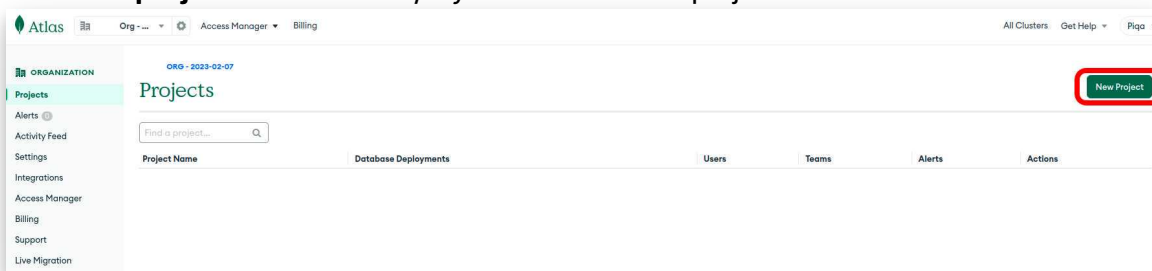 Atlas Org - ... Access Manager Billing All Clusters Get Help Piqa
ORGANIZATION
Projects
Alerts 0
Activity Feed
Settings
Integrations
Access Manager
Billing
Support
Live Migration
ORG - 2023-02-07
Projects
New Project
Find a project...
Project Name Database Deployments Users Teams Alerts Actions